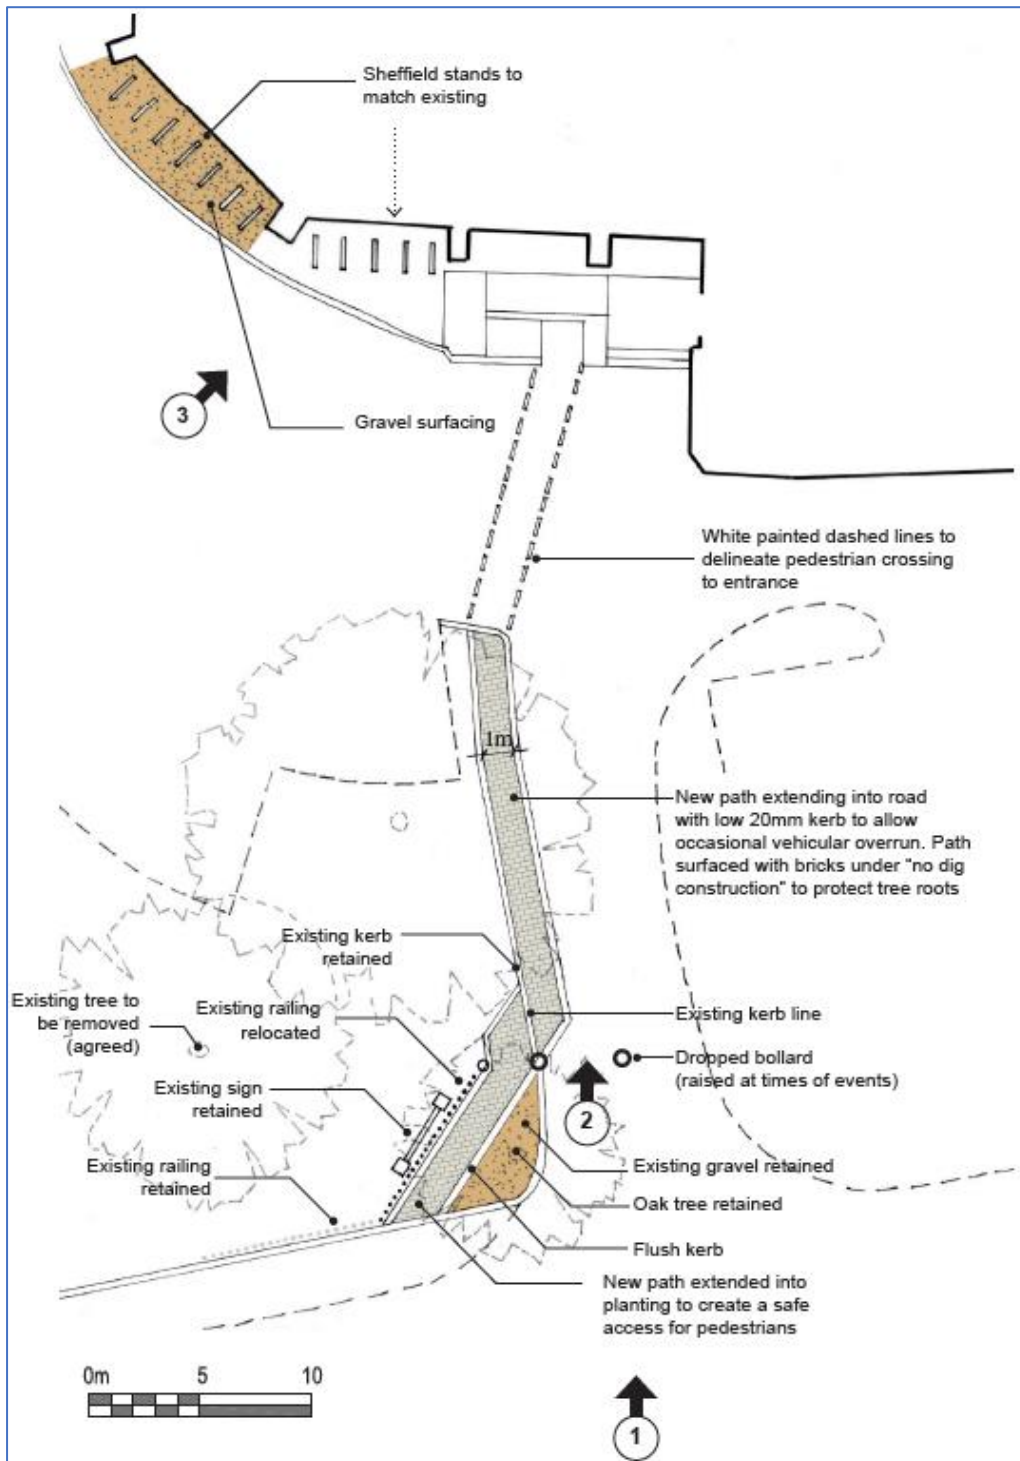 Sheffield stands to
match existing
3
Gravel surfacing
White painted dashed lines to
delineate pedestrian crossing
to entrance
1m
New path extending into road
with low 20mm kerb to allow
occasional vehicular overrun. Path
surfaced with bricks under "no dig
construction" to protect tree roots
Existing kerb
retained
Existing tree to
be removed
(agreed)
Existing railing
relocated
Existing kerb line
Dropped bollard
(raised at times of events)
Existing sign
retained
2
Existing railing
retained
Existing gravel retained
Oak tree retained
Flush kerb
New path extended into
planting to create a safe
access for pedestrians
0m 5 10
1